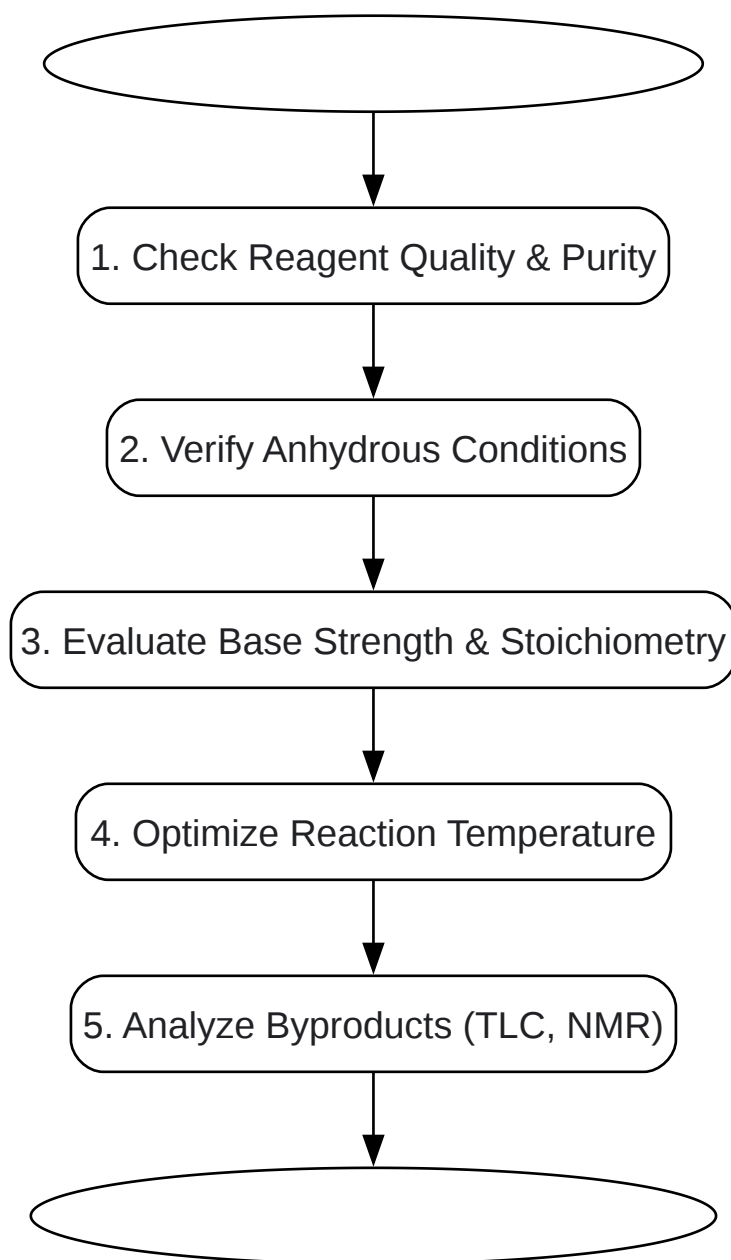 1. Check Reagent Quality & Purity
2. Verify Anhydrous Conditions
3. Evaluate Base Strength & Stoichiometry
4. Optimize Reaction Temperature
5. Analyze Byproducts (TLC, NMR)